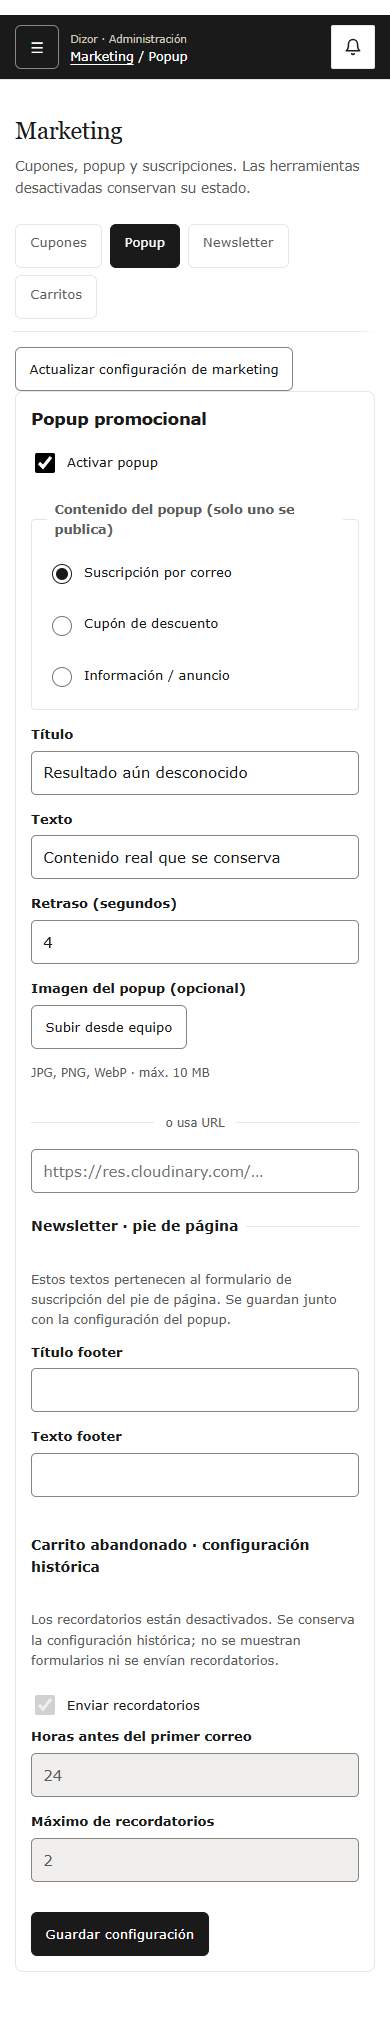 Dizor · Administración
Marketing / Popup
Marketing
Cupones, popup y suscripciones. Las herramientas
desactivadas conservan su estado.
Cupones
Popup
Newsletter
Carritos
Actualizar configuración de marketing
Popup promocional
Activar popup
Contenido del popup (solo uno se
publica)
Suscripción por correo
Cupón de descuento
Información / anuncio
Título
Resultado aún desconocido
Texto
Contenido real que se conserva
Retraso (segundos)
4
Imagen del popup (opcional)
Subir desde equipo
JPG, PNG, WebP · máx. 10 MB
o usa URL
https://res.cloudinary.com/...
Newsletter · pie de página
Estos textos pertenecen al formulario de
suscripción del pie de página. Se guardan junto
con la configuración del popup.
Título footer
Texto footer
Carrito abandonado · configuración
histórica
Los recordatorios están desactivados. Se conserva
la configuración histórica; no se muestran
formularios ni se envían recordatorios.
Enviar recordatorios
Horas antes del primer correo
24
Máximo de recordatorios
2
Guardar configuración